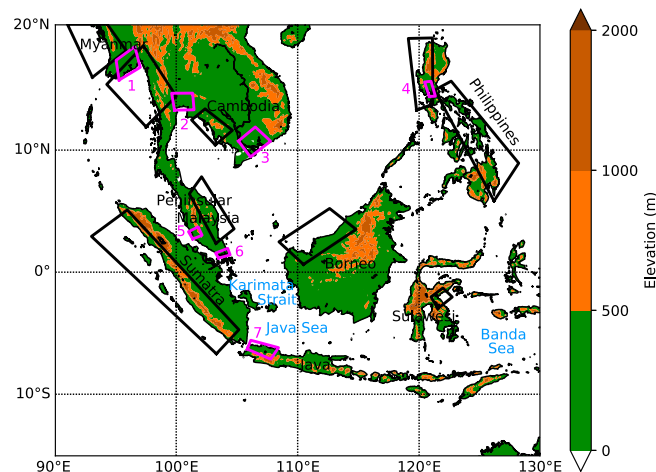 20°N
10°N
0°
10°S
90°E
100°E
110°E
120°E
130°E
Myanmar
1
2
Cambodia
3
4
Philippines
Peninsular
Malaysia
5
6
Sumatra
Borneo
Karimata
Strait
Sulawesi
Java Sea
Banda
Sea
7
Java
2000
1000
500
0
Elevation (m)